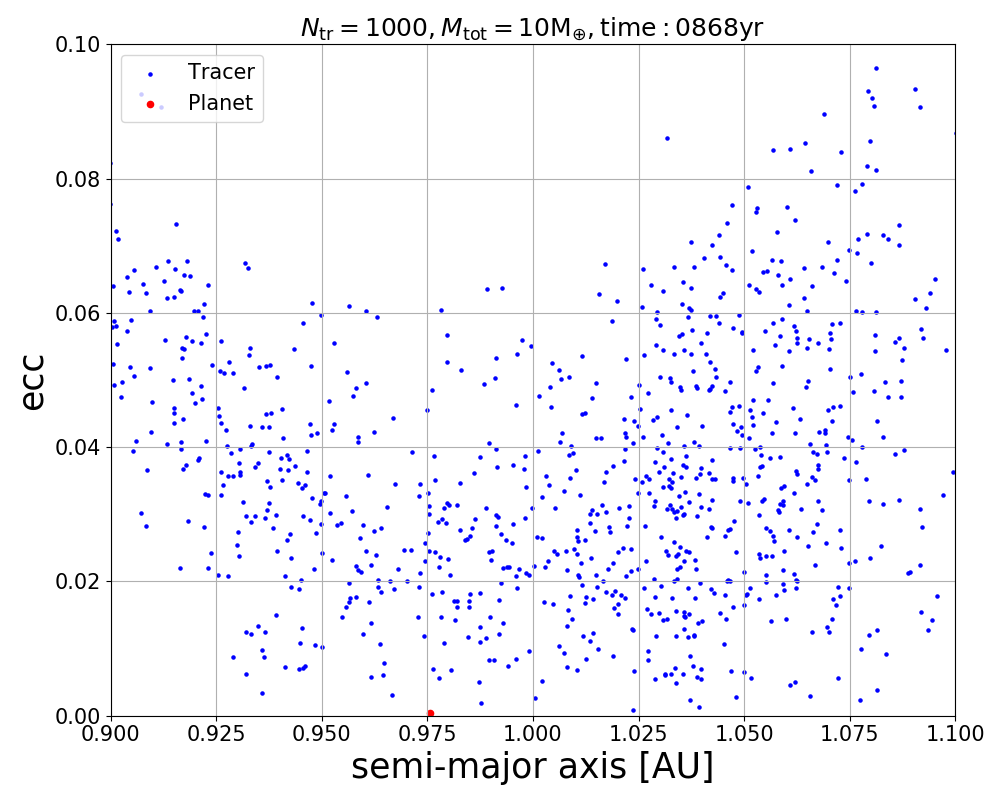 N_tr = 1000, M_tot = 10M_⊕, time : 0868yr
Tracer
Planet
0.10
0.08
0.06
0.04
0.02
0.00
ecc
0.900 0.925 0.950 0.975 1.000 1.025 1.050 1.075 1.100
semi-major axis [AU]